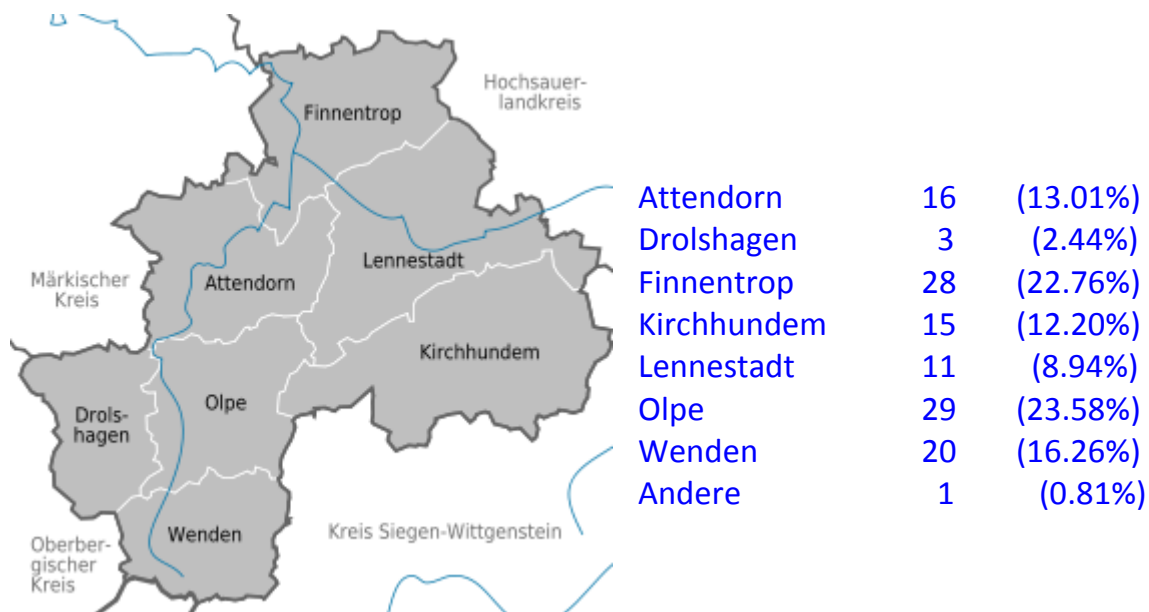 Hochsauer-
landkreis
Finnentrop
Lennestadt
Märkischer
Kreis
Attendorn
Kirchhundem
Olpe
Drols-
hagen
Wenden
Kreis Siegen-Wittgenstein
Oberber-
gischer
Kreis
Attendorn 16 (13.01%)
Drolshagen 3 (2.44%)
Finnentrop 28 (22.76%)
Kirchhundem 15 (12.20%)
Lennestadt 11 (8.94%)
Olpe 29 (23.58%)
Wenden 20 (16.26%)
Andere 1 (0.81%)